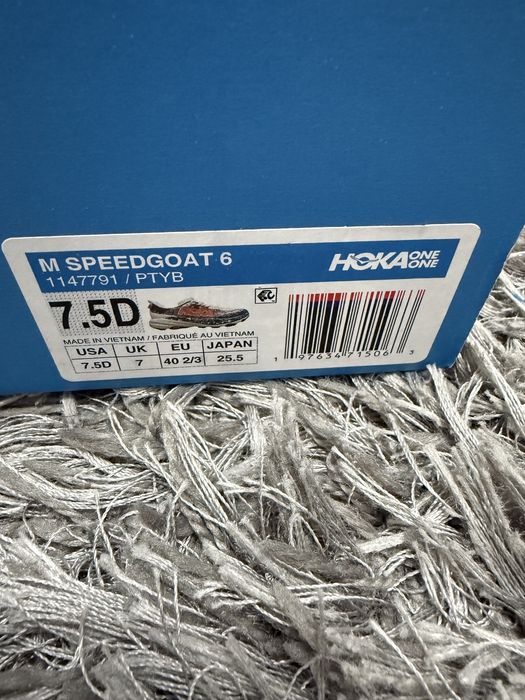 M SPEEDGOAT 6
1147791 / PTYB
HOKA ONE ONE
7.5D
MADE IN VIETNAM / FABRIQUÉ AU VIETNAM
USA UK EU JAPAN
7.5D 7 40 2/3 25.5
1 97634 71506 3